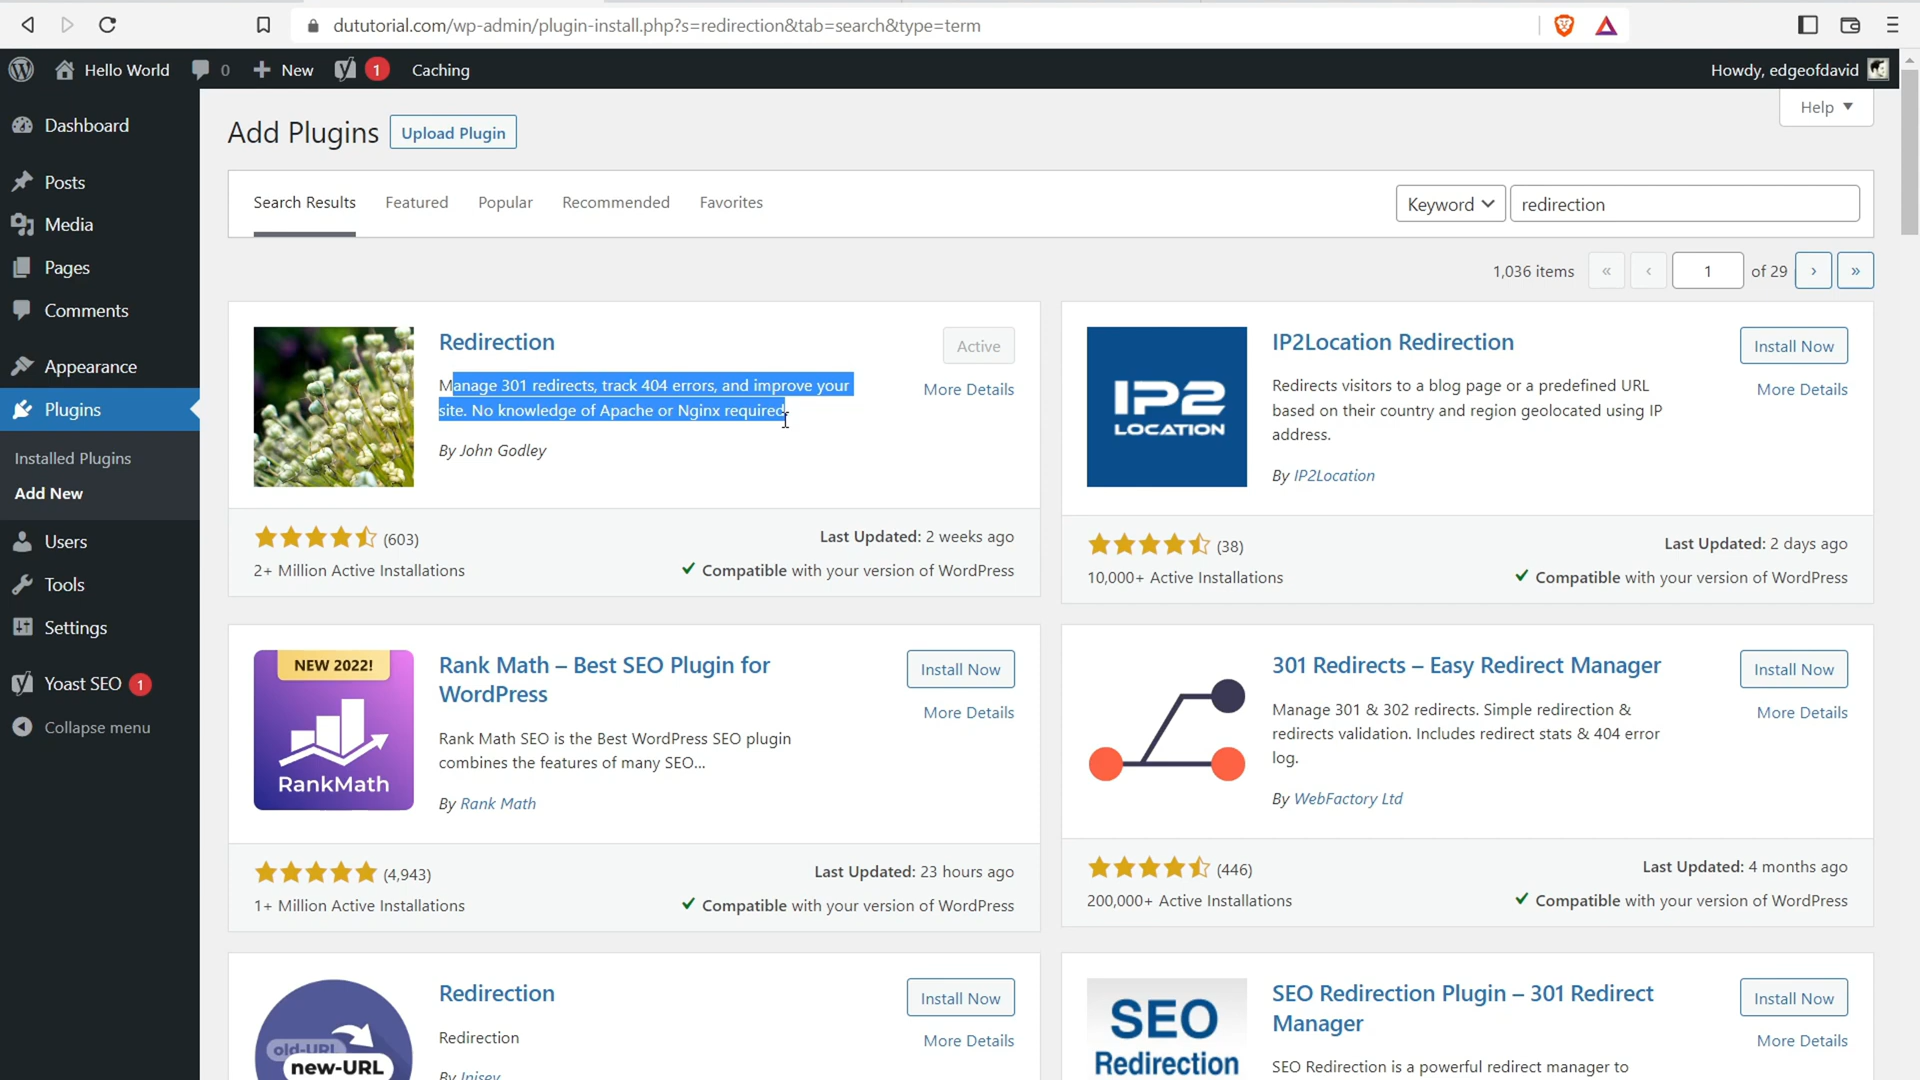 dututorial.com/wp-admin/plugin-install.php?s=redirection&tab=search&type=term
Hello World
0
New
1
Caching
Howdy, edgeofdavid
Dashboard
Posts
Media
Pages
Comments
Appearance
Plugins
Installed Plugins
Add New
Users
Tools
Settings
Yoast SEO 1
Collapse menu
Add Plugins
Upload Plugin
Help
Search Results
Featured
Popular
Recommended
Favorites
Keyword
redirection
1,036 items
«
‹
1
of 29
›
»
Redirection
Active
More Details
Manage 301 redirects, track 404 errors, and improve your
site. No knowledge of Apache or Nginx required.
By John Godley
(603)
2+ Million Active Installations
Last Updated: 2 weeks ago
Compatible with your version of WordPress
IP2 LOCATION
IP2Location Redirection
Install Now
More Details
Redirects visitors to a blog page or a predefined URL
based on their country and region geolocated using IP
address.
By IP2Location
(38)
10,000+ Active Installations
Last Updated: 2 days ago
Compatible with your version of WordPress
NEW 2022!
RankMath
Rank Math – Best SEO Plugin for
WordPress
Install Now
More Details
Rank Math SEO is the Best WordPress SEO plugin
combines the features of many SEO...
By Rank Math
(4,943)
1+ Million Active Installations
Last Updated: 23 hours ago
Compatible with your version of WordPress
301 Redirects – Easy Redirect Manager
Install Now
More Details
Manage 301 & 302 redirects. Simple redirection &
redirects validation. Includes redirect stats & 404 error
log.
By WebFactory Ltd
(446)
200,000+ Active Installations
Last Updated: 4 months ago
Compatible with your version of WordPress
old-URL
new-URL
Redirection
Install Now
More Details
Redirection
By Inisev
SEO
Redirection
SEO Redirection Plugin – 301 Redirect
Manager
Install Now
More Details
SEO Redirection is a powerful redirect manager to